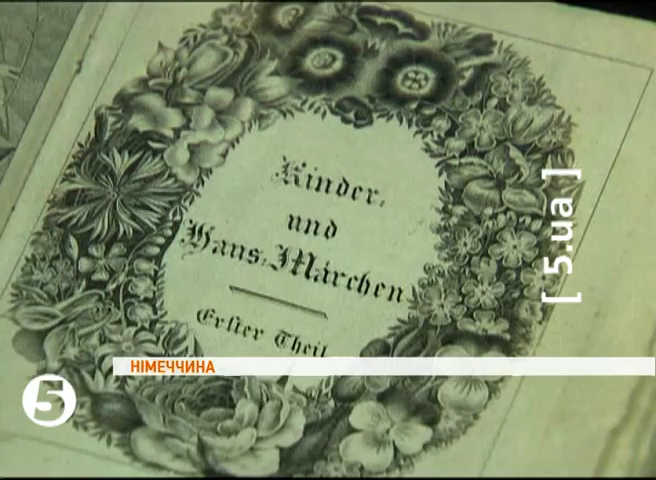 Kinder,
und
Haus-Märchen
Erster Theil
[ 5.ua ]
НІМЕЧЧИНА
5